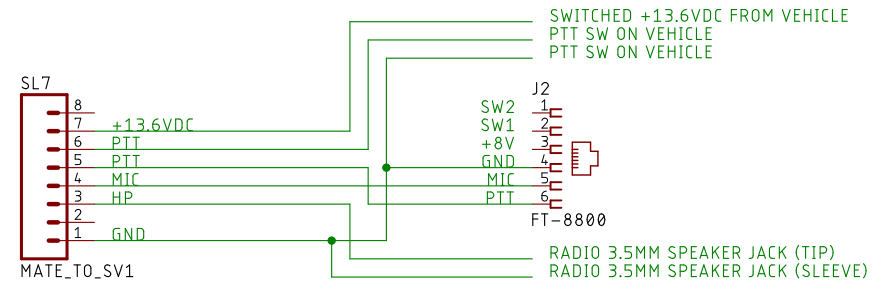 SWITCHED +13.6VDC FROM VEHICLE
PTT SW ON VEHICLE
PTT SW ON VEHICLE
SL7
8
7 +13.6VDC
6 PTT
5 PTT
4 MIC
3 HP
2
1 GND
MATE_TO_SV1
J2
SW2 1
SW1 2
+8V 3
GND 4
MIC 5
PTT 6
FT-8800
RADIO 3.5MM SPEAKER JACK (TIP)
RADIO 3.5MM SPEAKER JACK (SLEEVE)